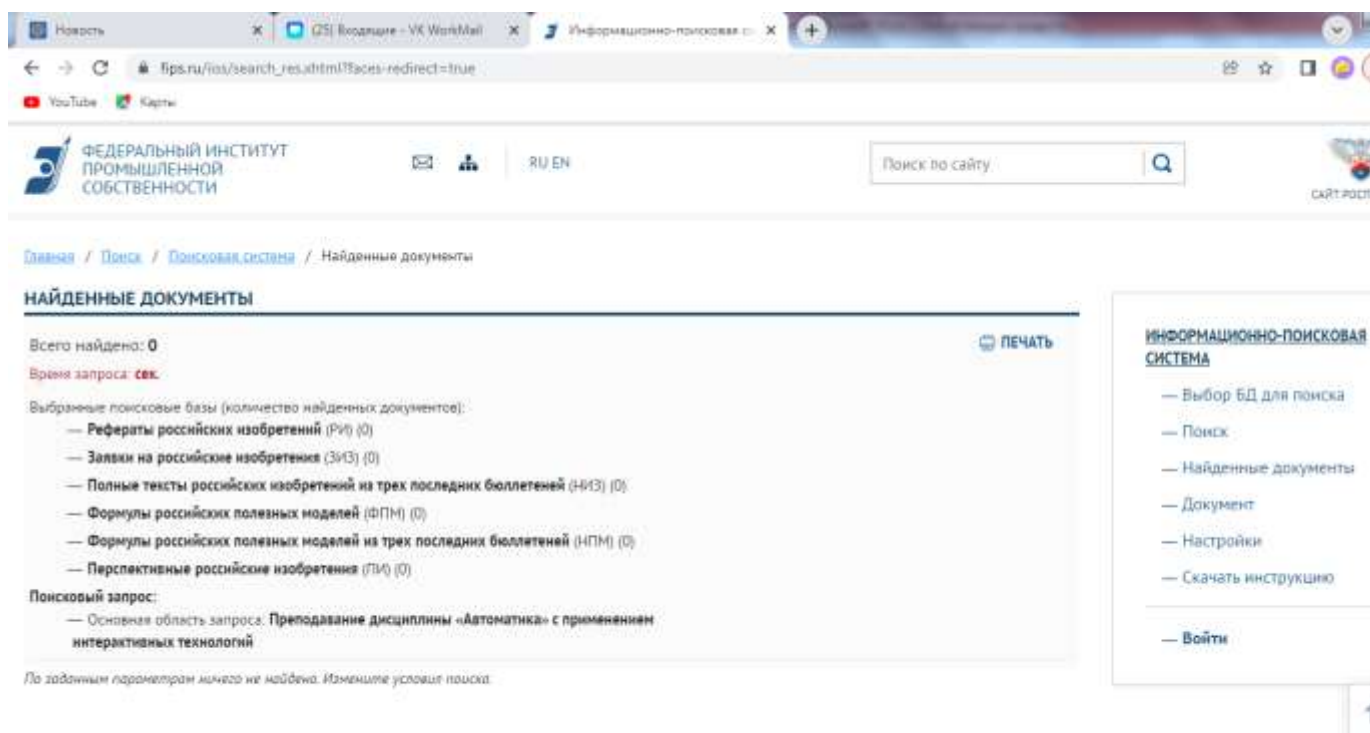 Новость
(25) Входящие - VK WorkMail
Информационно-поисковая с
fips.ru/iiss/search_res.xhtml?faces-redirect=true
YouTube
Карты
ФЕДЕРАЛЬНЫЙ ИНСТИТУТ
ПРОМЫШЛЕННОЙ
СОБСТВЕННОСТИ
RU EN
Поиск по сайту
САЙТ РОСП
Главная / Поиск / Поисковая система / Найденные документы
НАЙДЕННЫЕ ДОКУМЕНТЫ
Всего найдено: 0
ПЕЧАТЬ
Время запроса: сек.
Выбранные поисковые базы (количество найденных документов):
— Рефераты российских изобретений (РИ) (0)
— Заявки на российские изобретения (ЗИЗ) (0)
— Полные тексты российских изобретений из трех последних бюллетеней (НИЗ) (0)
— Формулы российских полезных моделей (ФПМ) (0)
— Формулы российских полезных моделей из трех последних бюллетеней (НПМ) (0)
— Перспективные российские изобретения (ПИ) (0)
Поисковый запрос:
— Основная область запроса: Преподавание дисциплины «Автоматика» с применением
интерактивных технологий
По заданным параметрам ничего не найдено. Измените условия поиска.
ИНФОРМАЦИОННО-ПОИСКОВАЯ
СИСТЕМА
— Выбор БД для поиска
— Поиск
— Найденные документы
— Документ
— Настройки
— Скачать инструкцию
— Войти